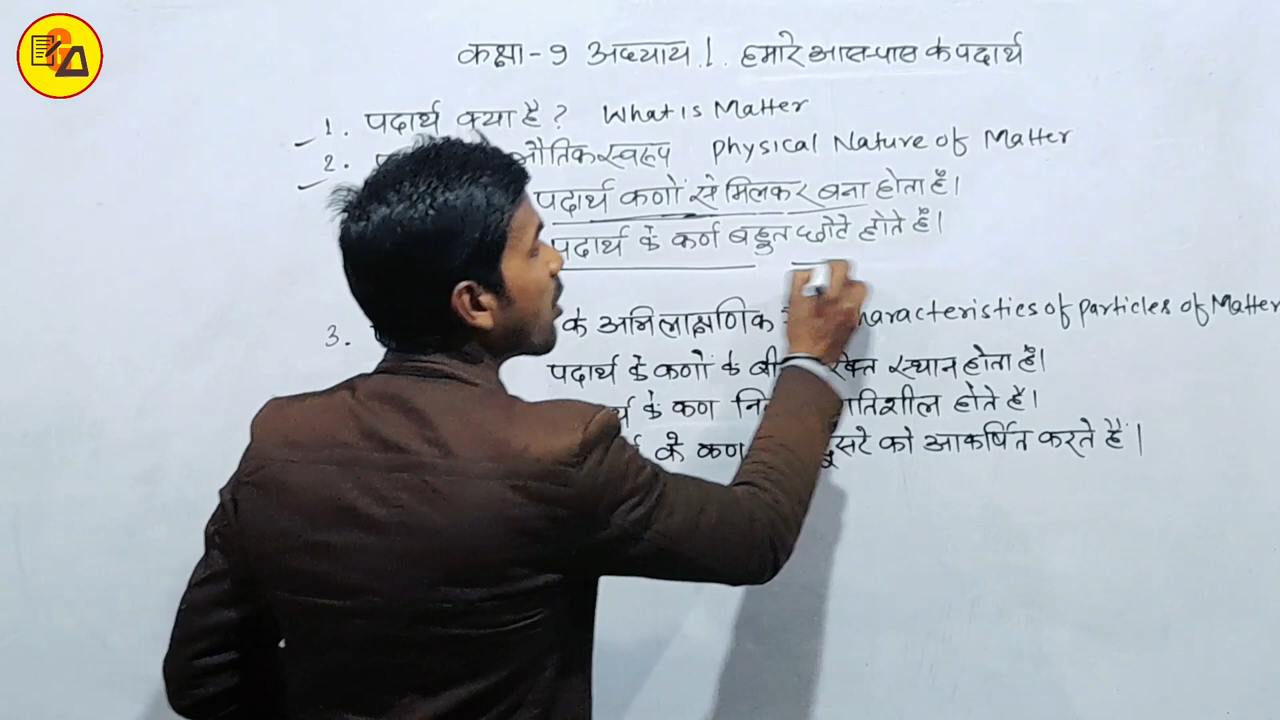 कक्षा - 9 अध्याय .1. हमारे आस-पास के पदार्थ
1. पदार्थ क्या है ? What is Matter
2. भौतिक स्वरूप Physical Nature of Matter
पदार्थ कणों से मिलकर बना होता है।
पदार्थ के कण बहुत छोटे होते हैं।
3. के अभिलाक्षणिक characteristics of particles of Matter
पदार्थ के कणों के रिक्त स्थान होता है।
के कण गतिशील होते हैं।
के कण दूसरे को आकर्षित करते हैं।